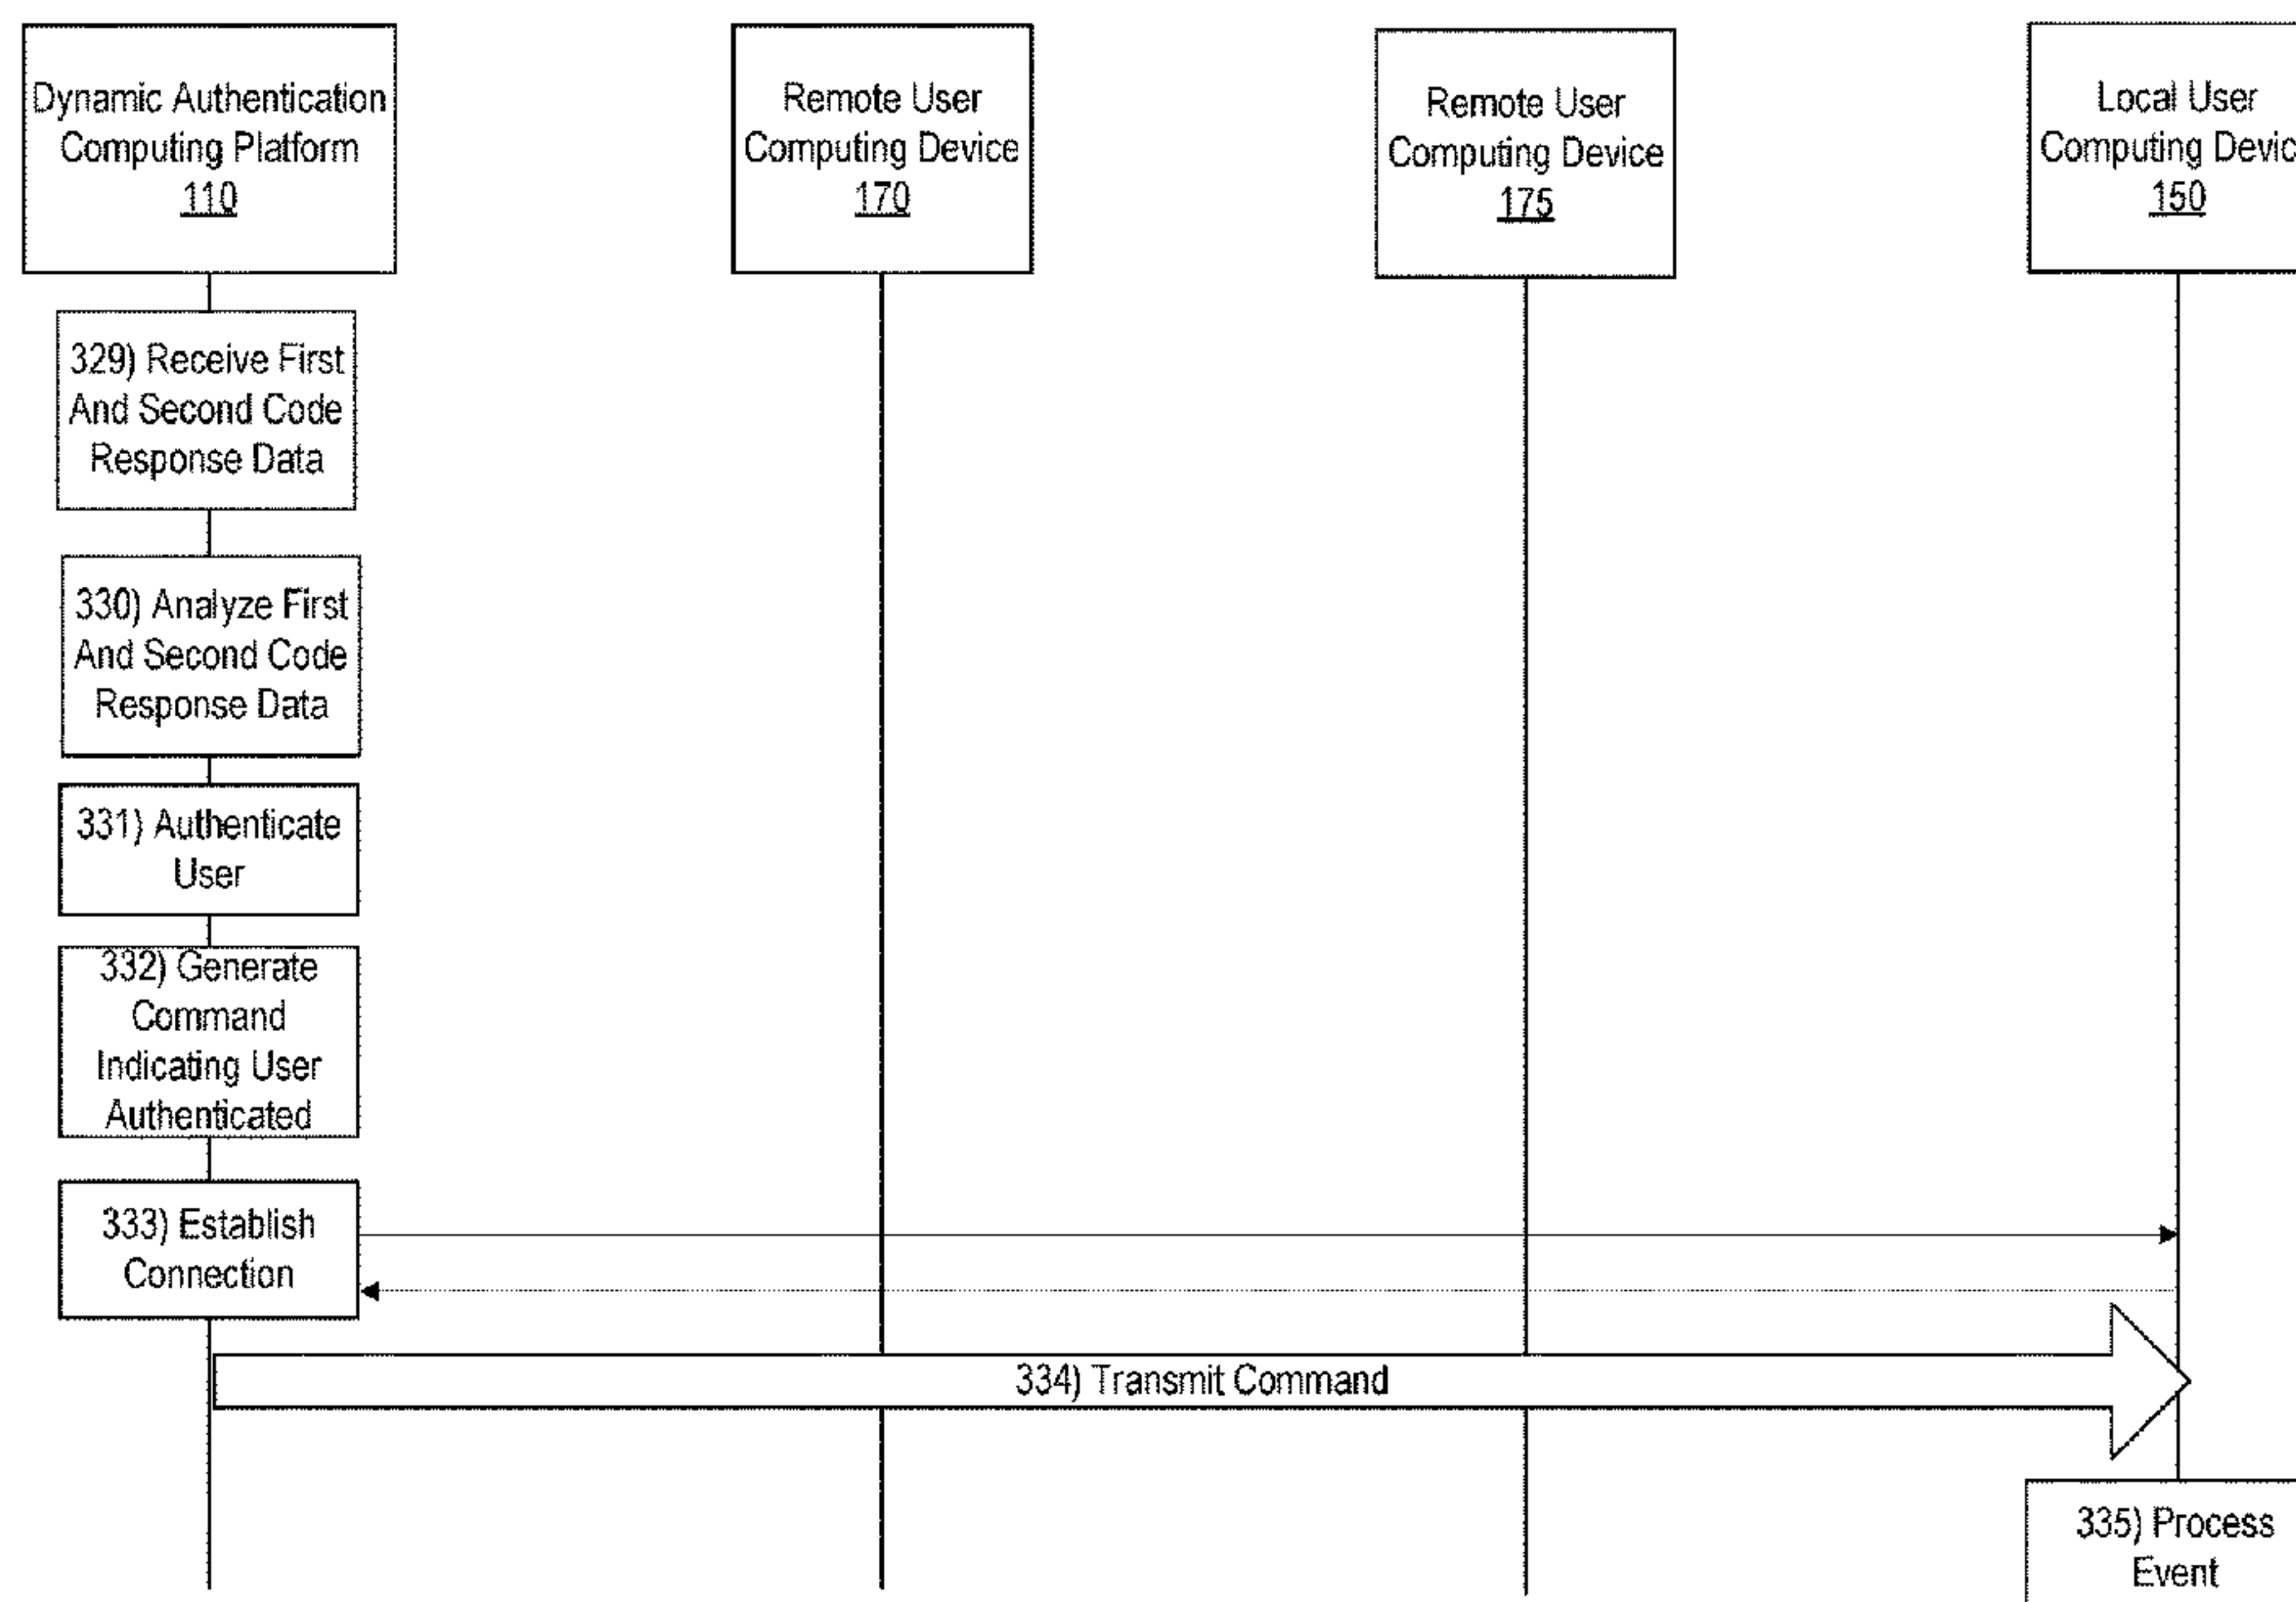 Dynamic Authentication
Computing Platform
110
Remote User
Computing Device
170
Remote User
Computing Device
175
Local User
Computing Devic
150
329) Receive First
And Second Code
Response Data
330) Analyze First
And Second Code
Response Data
331) Authenticate
User
332) Generate
Command
Indicating User
Authenticated
333) Establish
Connection
334) Transmit Command
335) Process
Event